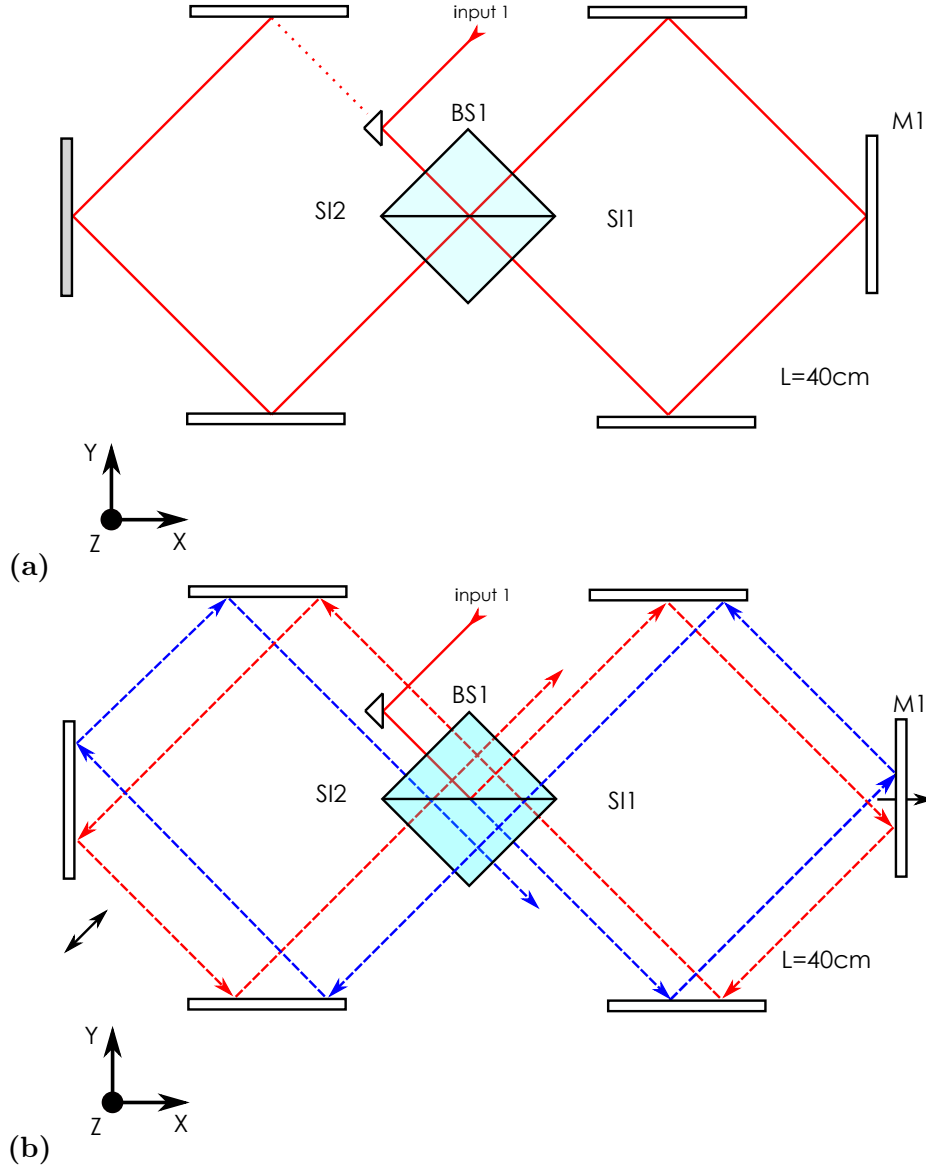 input 1
BS1
M1
SI2
SI1
L=40cm
Y
Z
X
(a)
input 1
BS1
M1
SI2
SI1
L=40cm
Y
Z
X
(b)